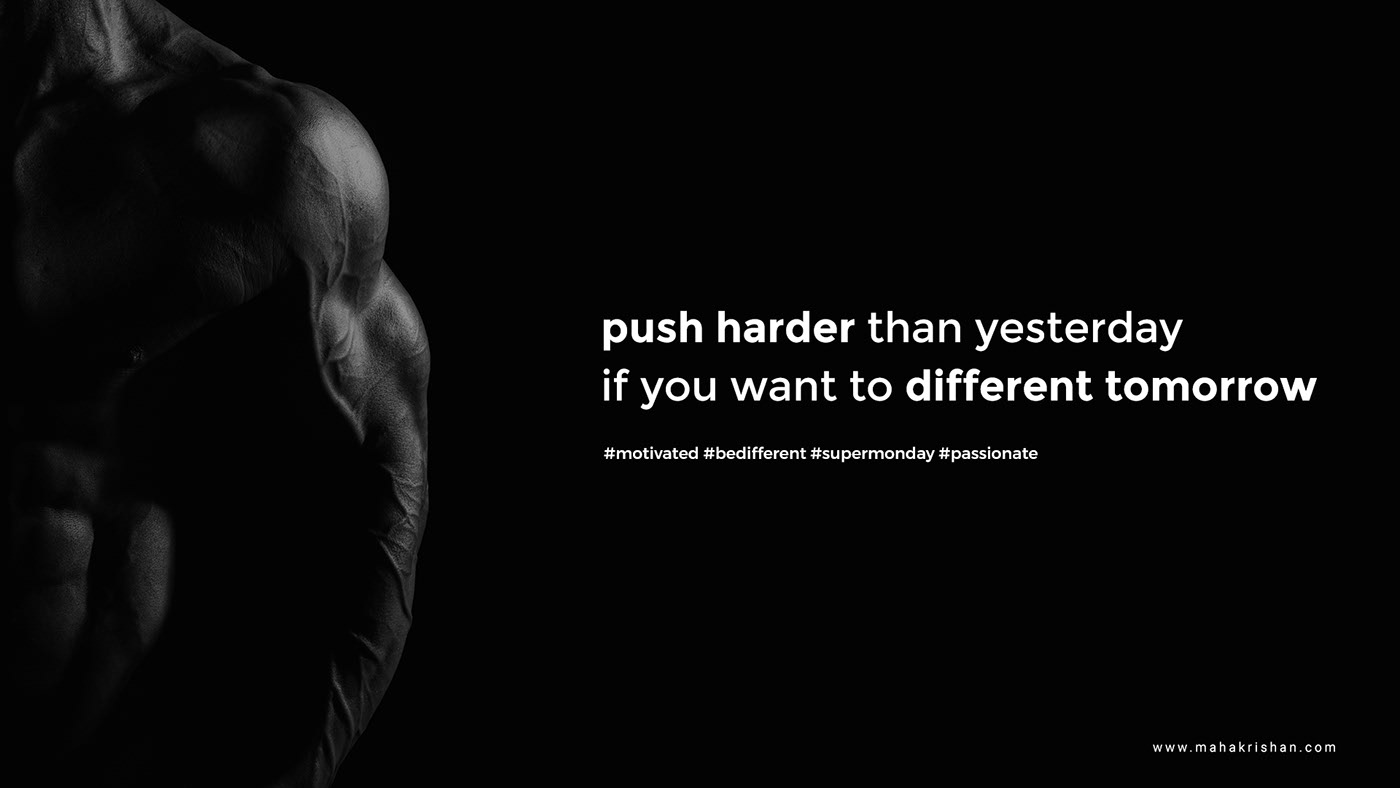 push harder than yesterday
if you want to different tomorrow
#motivated #bedifferent #supermonday #passionate
www.mahakrishan.com